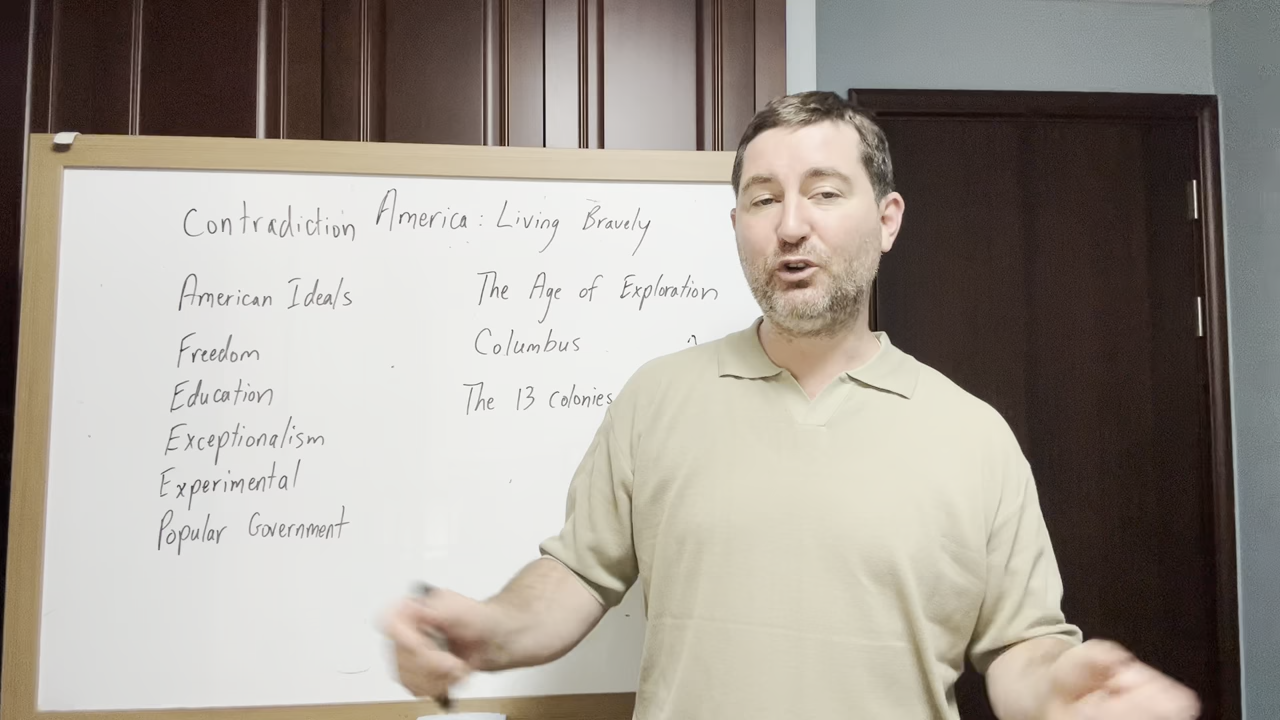 Contradiction America: Living Bravely
American Ideals
Freedom
Education
Exceptionalism
Experimental
Popular Government
The Age of Exploration
Columbus
The 13 colonies